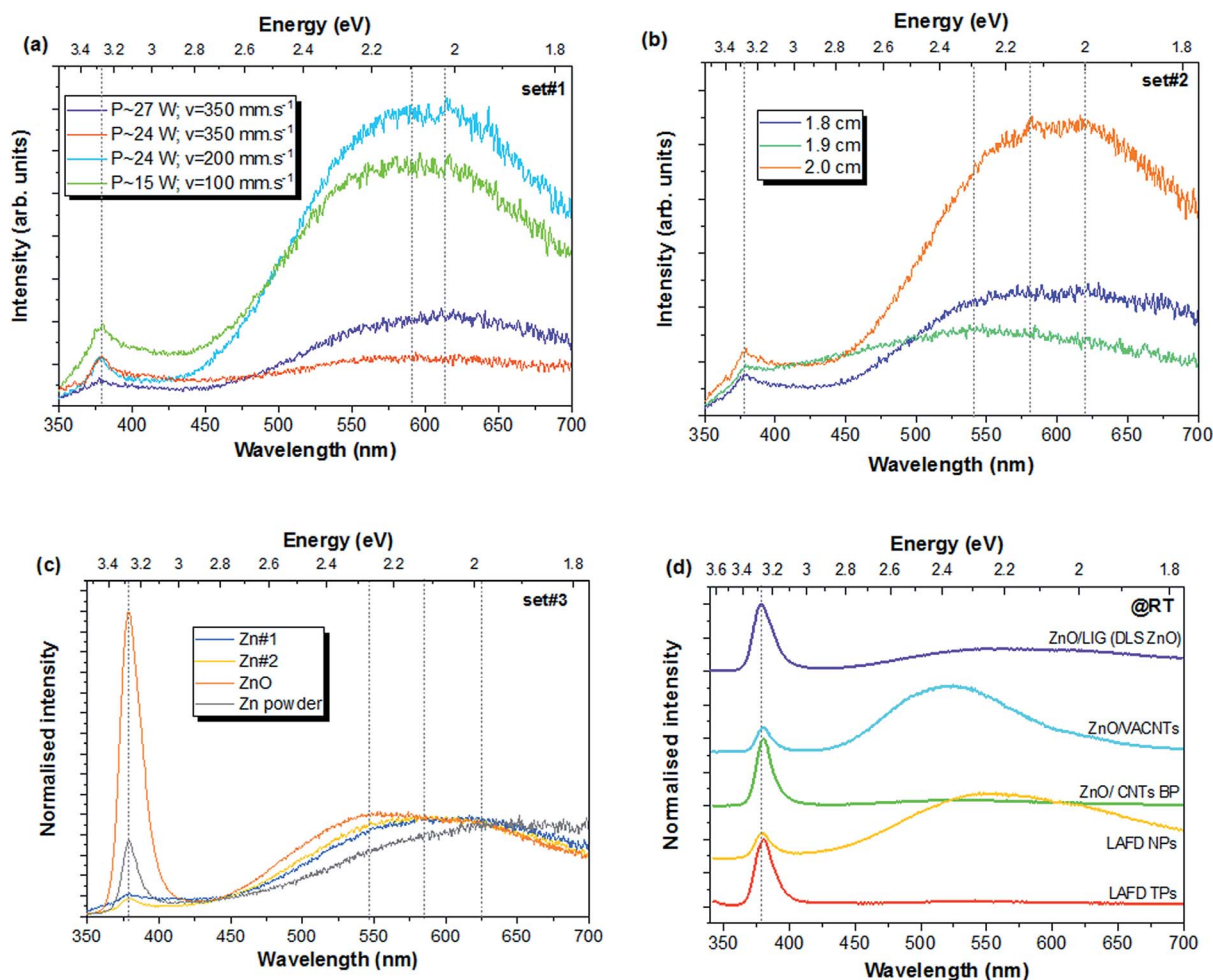 Energy (eV)
(a)
3.4 3.2 3 2.8 2.6 2.4 2.2 2 1.8
set#1
P~27 W; v=350 mm.s-1
P~24 W; v=350 mm.s-1
P~24 W; v=200 mm.s-1
P~15 W; v=100 mm.s-1
Intensity (arb. units)
350 400 450 500 550 600 650 700
Wavelength (nm)
Energy (eV)
(b)
3.4 3.2 3 2.8 2.6 2.4 2.2 2 1.8
set#2
1.8 cm
1.9 cm
2.0 cm
Intensity (arb. units)
350 400 450 500 550 600 650 700
Wavelength (nm)
Energy (eV)
(c)
3.4 3.2 3 2.8 2.6 2.4 2.2 2 1.8
set#3
Zn#1
Zn#2
ZnO
Zn powder
Normalised intensity
350 400 450 500 550 600 650 700
Wavelength (nm)
Energy (eV)
(d)
3.6 3.4 3.2 3 2.8 2.6 2.4 2.2 2 1.8
@RT
ZnO/LIG (DLS ZnO)
ZnO/VACNTs
ZnO/ CNTs BP
LAFD NPs
LAFD TPs
Normalised intensity
350 400 450 500 550 600 650 700
Wavelength (nm)